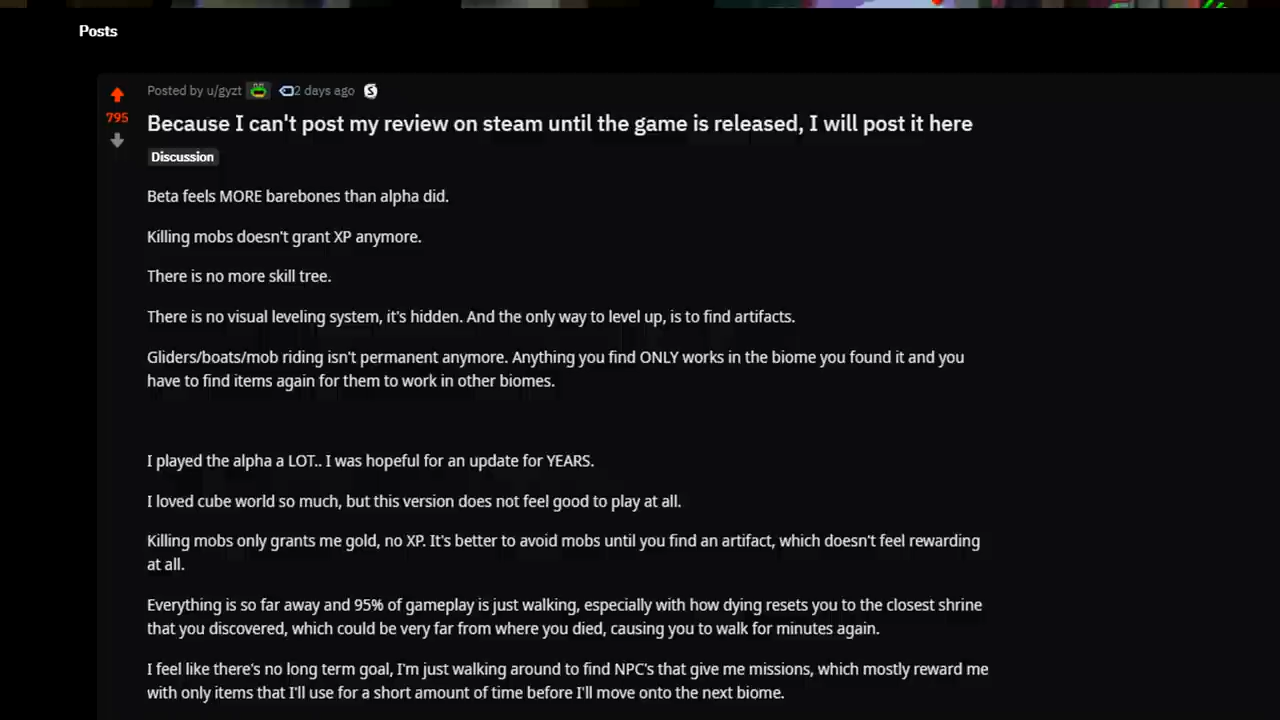 Posts
Posted by u/gyzt 2 days ago
795
Because I can't post my review on steam until the game is released, I will post it here
Discussion
Beta feels MORE barebones than alpha did.
Killing mobs doesn't grant XP anymore.
There is no more skill tree.
There is no visual leveling system, it's hidden. And the only way to level up, is to find artifacts.
Gliders/boats/mob riding isn't permanent anymore. Anything you find ONLY works in the biome you found it and you
have to find items again for them to work in other biomes.
I played the alpha a LOT.. I was hopeful for an update for YEARS.
I loved cube world so much, but this version does not feel good to play at all.
Killing mobs only grants me gold, no XP. It's better to avoid mobs until you find an artifact, which doesn't feel rewarding
at all.
Everything is so far away and 95% of gameplay is just walking, especially with how dying resets you to the closest shrine
that you discovered, which could be very far from where you died, causing you to walk for minutes again.
I feel like there's no long term goal, I'm just walking around to find NPC's that give me missions, which mostly reward me
with only items that I'll use for a short amount of time before I'll move onto the next biome.